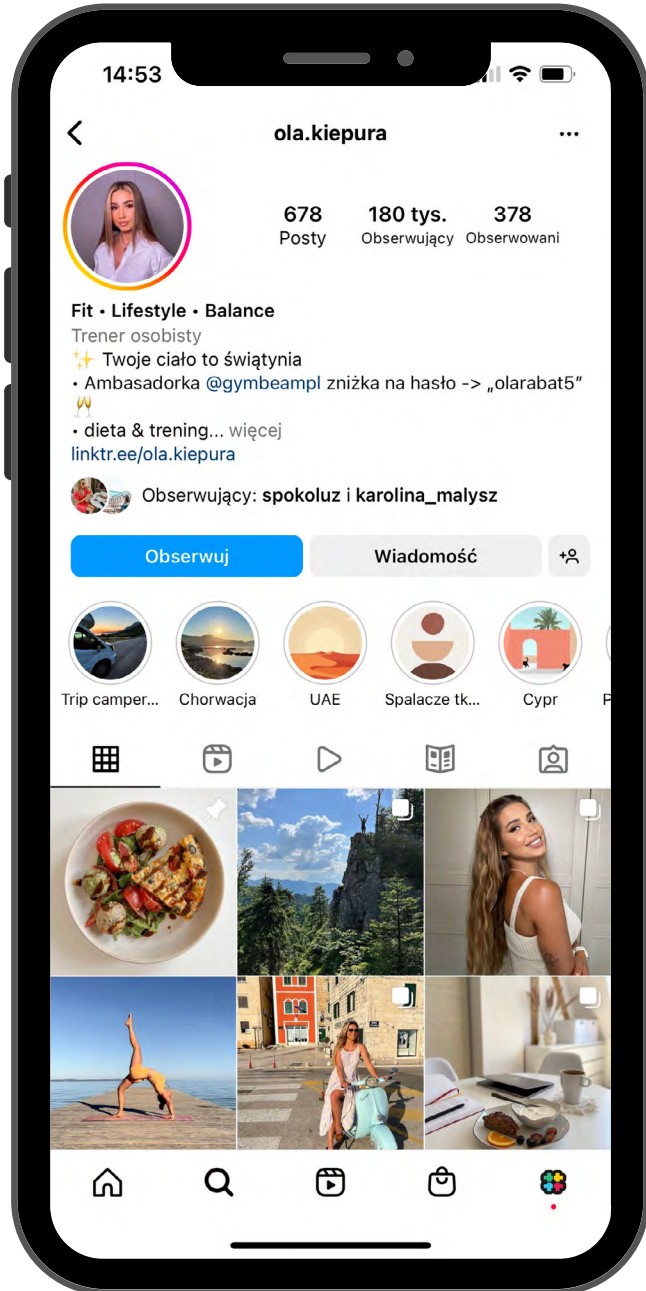 14:53
ola.kiepura
678
Posty
180 tys.
Obserwujący
378
Obserwowani
Fit • Lifestyle • Balance
Trener osobisty
✨ Twoje ciało to świątynia
• Ambasadorka @gymbeampl zniżka na hasło -> „olarabat5”
🥂
• dieta & trening... więcej
linktr.ee/ola.kiepura
Obserwujący: spokoluz i karolina_malysz
Obserwuj
Wiadomość
Trip camper...
Chorwacja
UAE
Spalacze tk...
Cypr
P